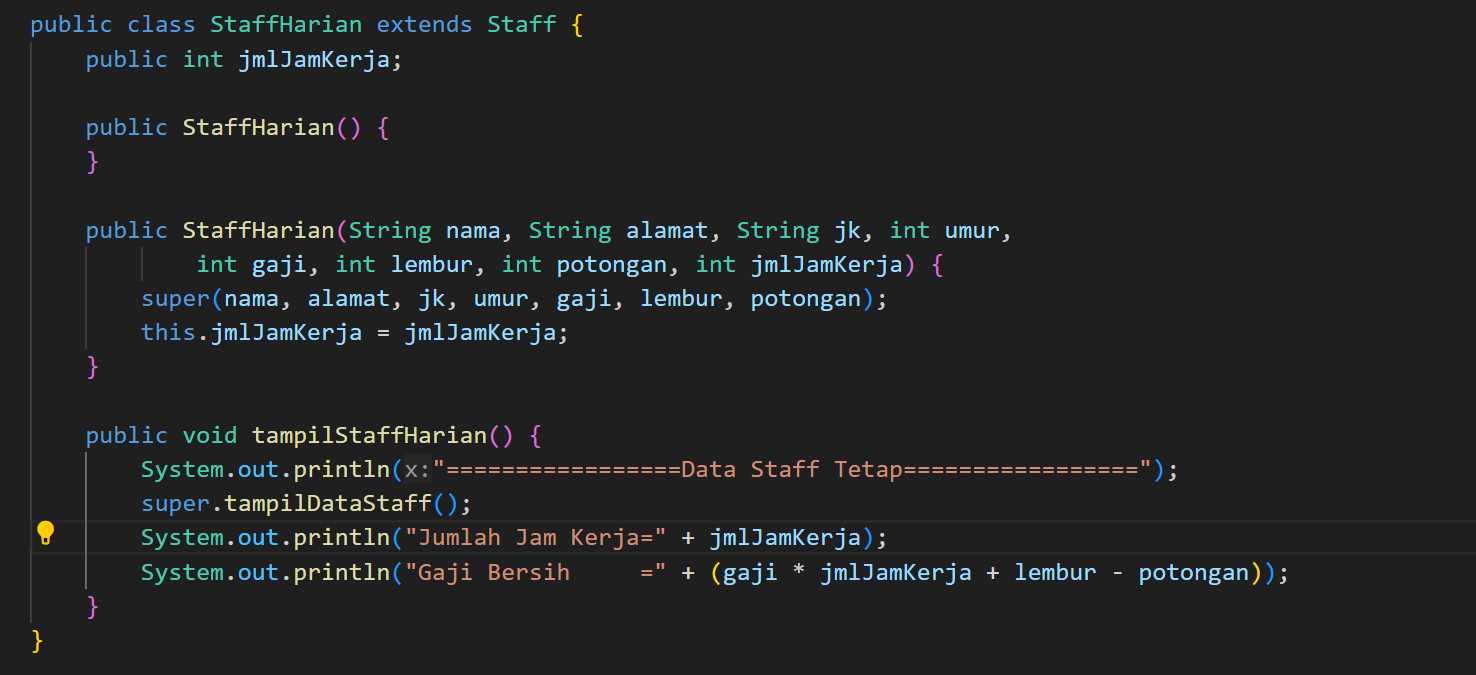 public class StaffHarian extends Staff {
    public int jmlJamKerja;

    public StaffHarian() {
    }

    public StaffHarian(String nama, String alamat, String jk, int umur,
            int gaji, int lembur, int potongan, int jmlJamKerja) {
        super(nama, alamat, jk, umur, gaji, lembur, potongan);
        this.jmlJamKerja = jmlJamKerja;
    }

    public void tampilStaffHarian() {
        System.out.println(x:"=================Data Staff Tetap=================");
        super.tampilDataStaff();
        System.out.println("Jumlah Jam Kerja=" + jmlJamKerja);
        System.out.println("Gaji Bersih     =" + (gaji * jmlJamKerja + lembur - potongan));
    }
}